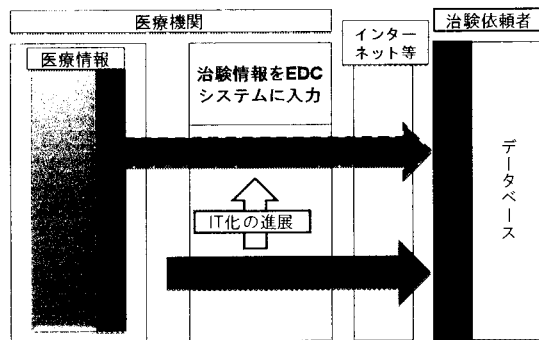 医療機関
インター
ネット等
治験依頼者
医療情報
治験情報をEDC
システムに入力
IT化の進展
データベース